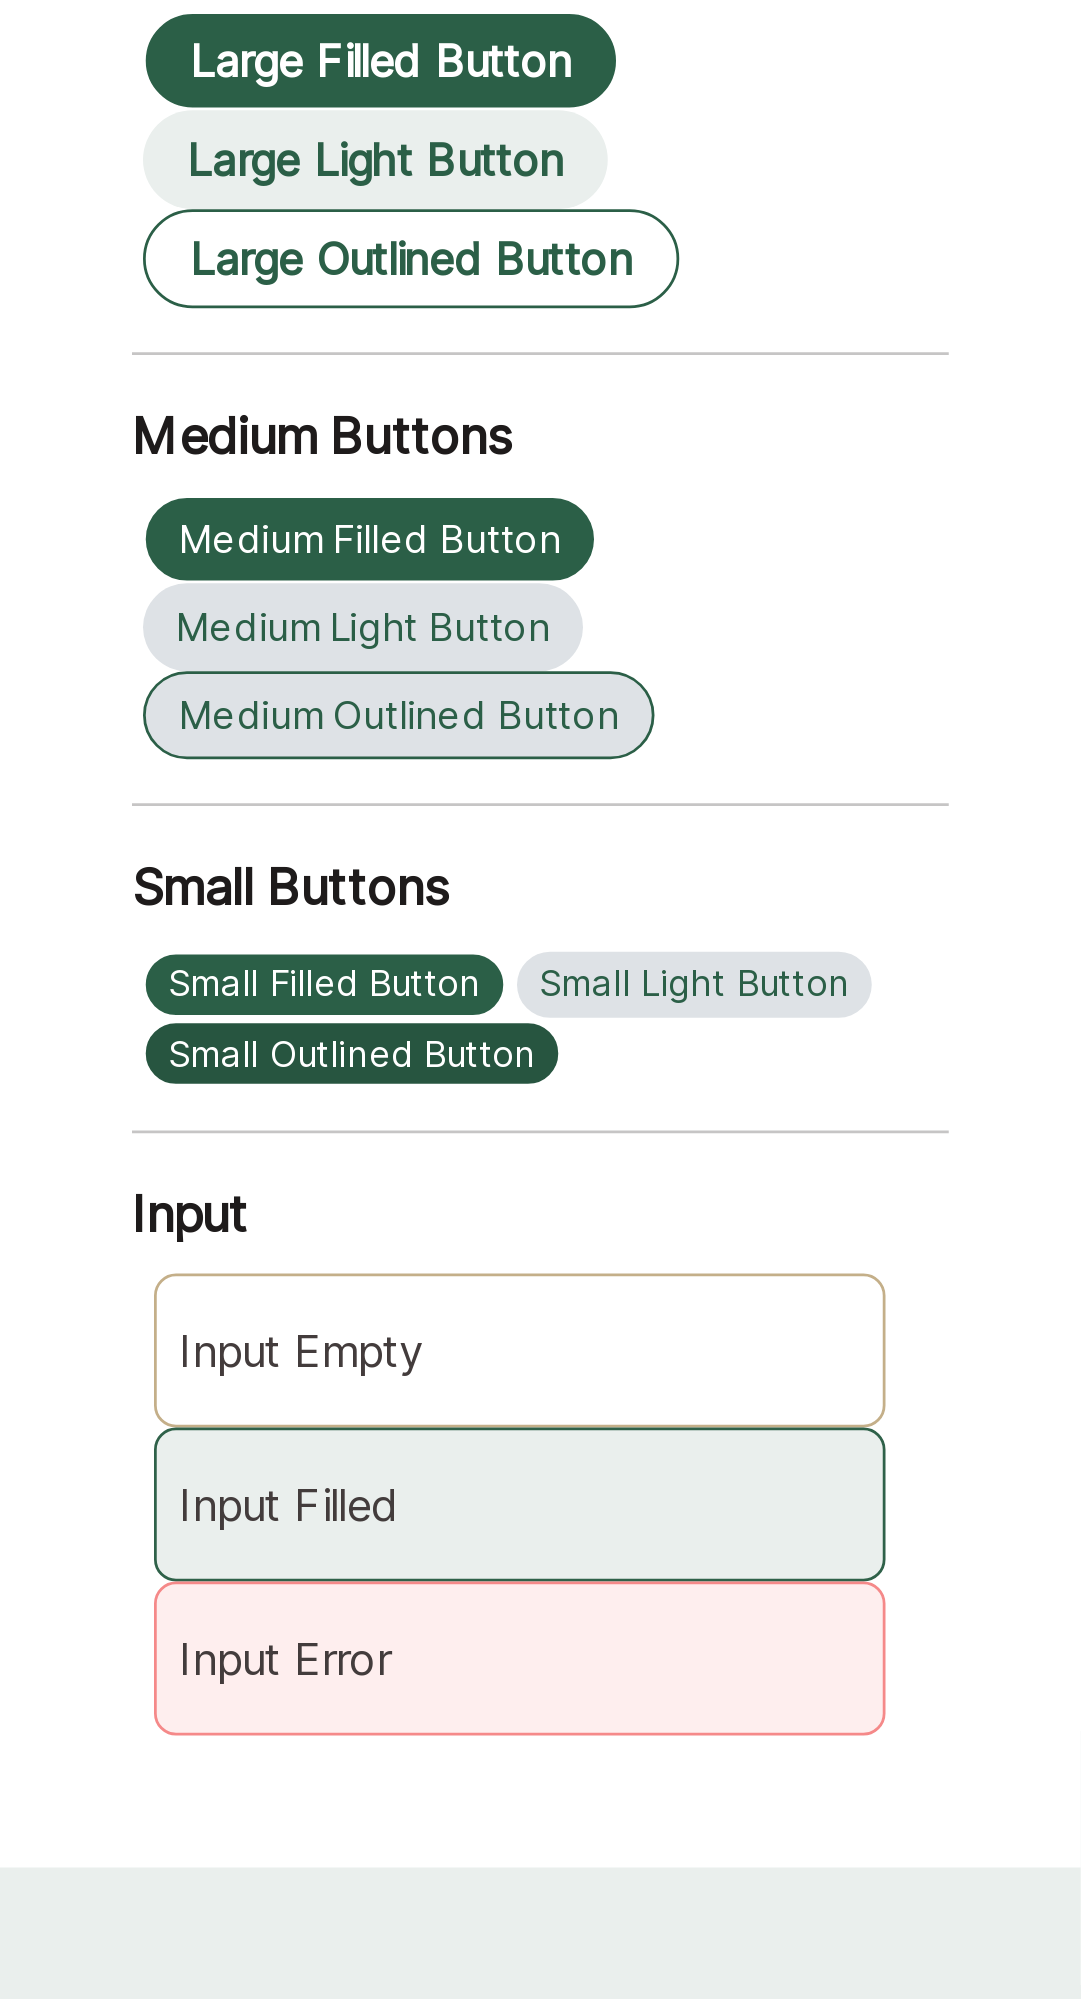 Large Filled Button
Large Light Button
Large Outlined Button
Medium Buttons
Medium Filled Button
Medium Light Button
Medium Outlined Button
Small Buttons
Small Filled Button
Small Light Button
Small Outlined Button
Input
Input Empty
Input Filled
Input Error